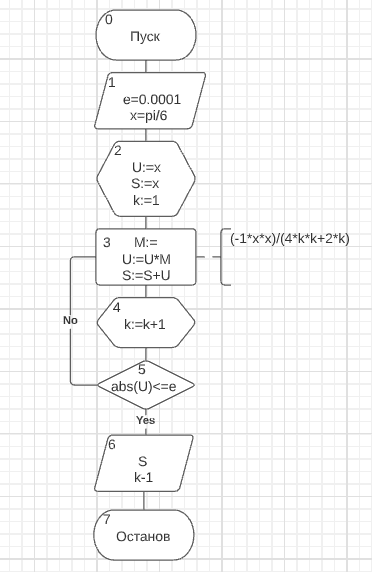 0
Пуск
1
e=0.0001
x=pi/6
2
U:=x
S:=x
k:=1
3 M:=
U:=U*M
S:=S+U
(-1*x*x)/(4*k*k+2*k)
4
k:=k+1
No
5
abs(U)<=e
Yes
6
S
k-1
7
Останов